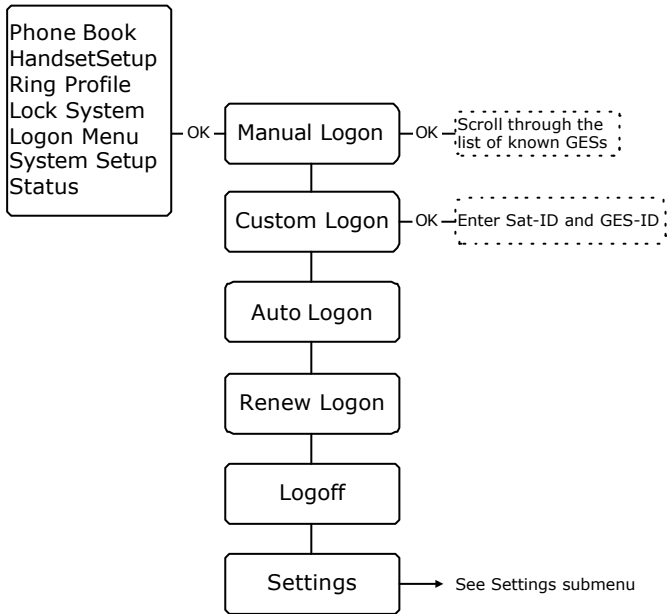 Phone Book
HandsetSetup
Ring Profile
Lock System
Logon Menu
System Setup
Status
OK
Manual Logon
OK
Scroll through the
list of known GESs
Custom Logon
OK
Enter Sat-ID and GES-ID
Auto Logon
Renew Logon
Logoff
Settings
See Settings submenu